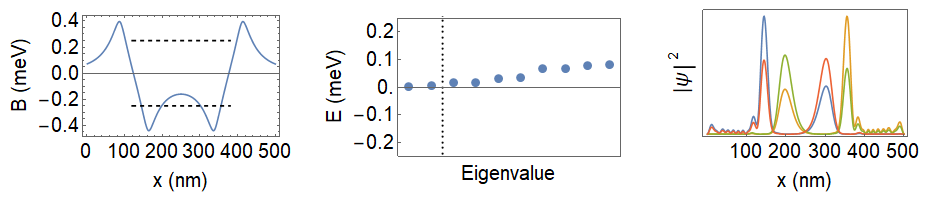 B (meV)
0.4
0.2
0.0
−0.2
−0.4
0 100 200 300 400 500
x (nm)
E (meV)
0.2
0.1
0
−0.1
−0.2
Eigenvalue
|ψ|²
100 200 300 400 500
x (nm)